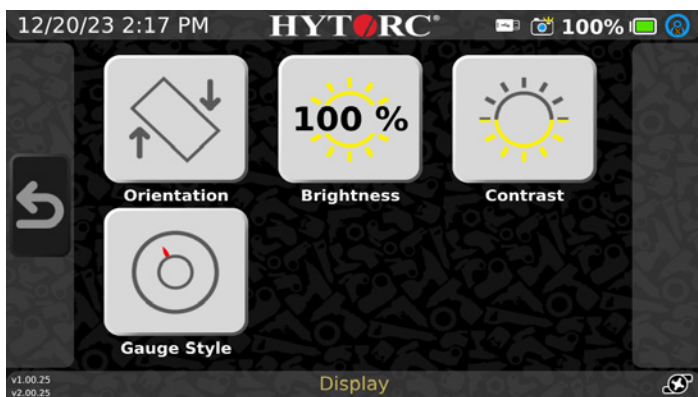 12/20/23 2:17 PM HYTORC® 100%
100 %
Orientation Brightness Contrast
Gauge Style
v1.00.25
v2.00.25
Display